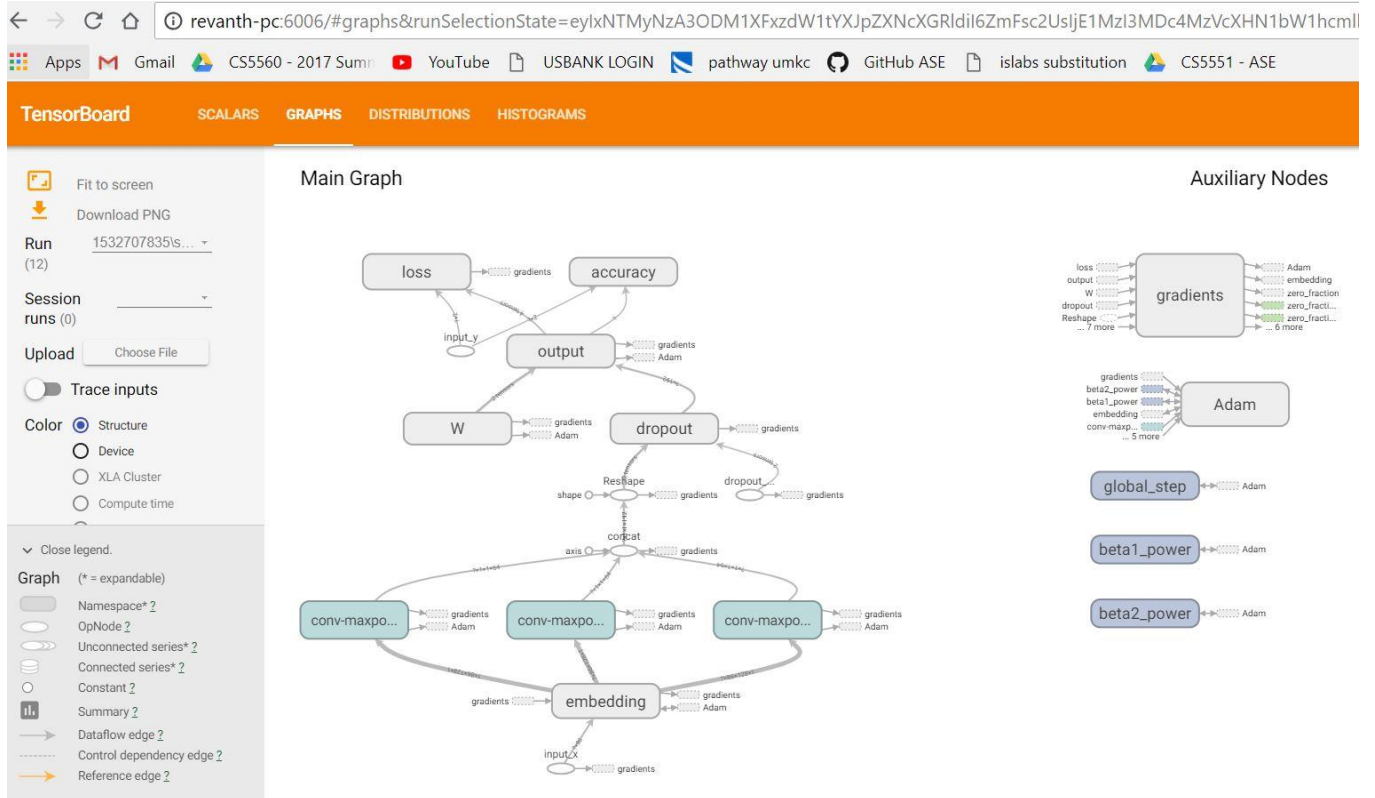 revanth-pc:6006/#graphs&runSelectionState=
Apps Gmail CS5560 - 2017 Sum YouTube USBANK LOGIN pathway umkc GitHub ASE islabs substitution CS5551 - ASE
TensorBoard SCALARS GRAPHS DISTRIBUTIONS HISTOGRAMS
Fit to screen
Download PNG
Run 1532707835\s...
(12)
Session
runs (0)
Upload Choose File
Trace inputs
Color Structure
Device
XLA Cluster
Compute time
Close legend.
Graph (* = expandable)
Namespace* ?
OpNode ?
Unconnected series* ?
Connected series* ?
Constant ?
Summary ?
Dataflow edge ?
Control dependency edge ?
Reference edge ?
Main Graph
loss gradients accuracy
input_y
output gradients
Adam
W gradients
Adam
dropout gradients
Reshape dropout_...
shape gradients gradients
concat
axis gradients
conv-maxpo... gradients
Adam
conv-maxpo... gradients
Adam
conv-maxpo... gradients
Adam
gradients embedding gradients
Adam
input_x
gradients
Auxiliary Nodes
loss
output
W
dropout
Reshape
... 7 more
gradients
Adam
embedding
zero_fraction
zero_fracti...
zero_fracti...
... 6 more
gradients
beta2_power
beta1_power
embedding
conv-maxp...
... 5 more
Adam
global_step Adam
beta1_power Adam
beta2_power Adam